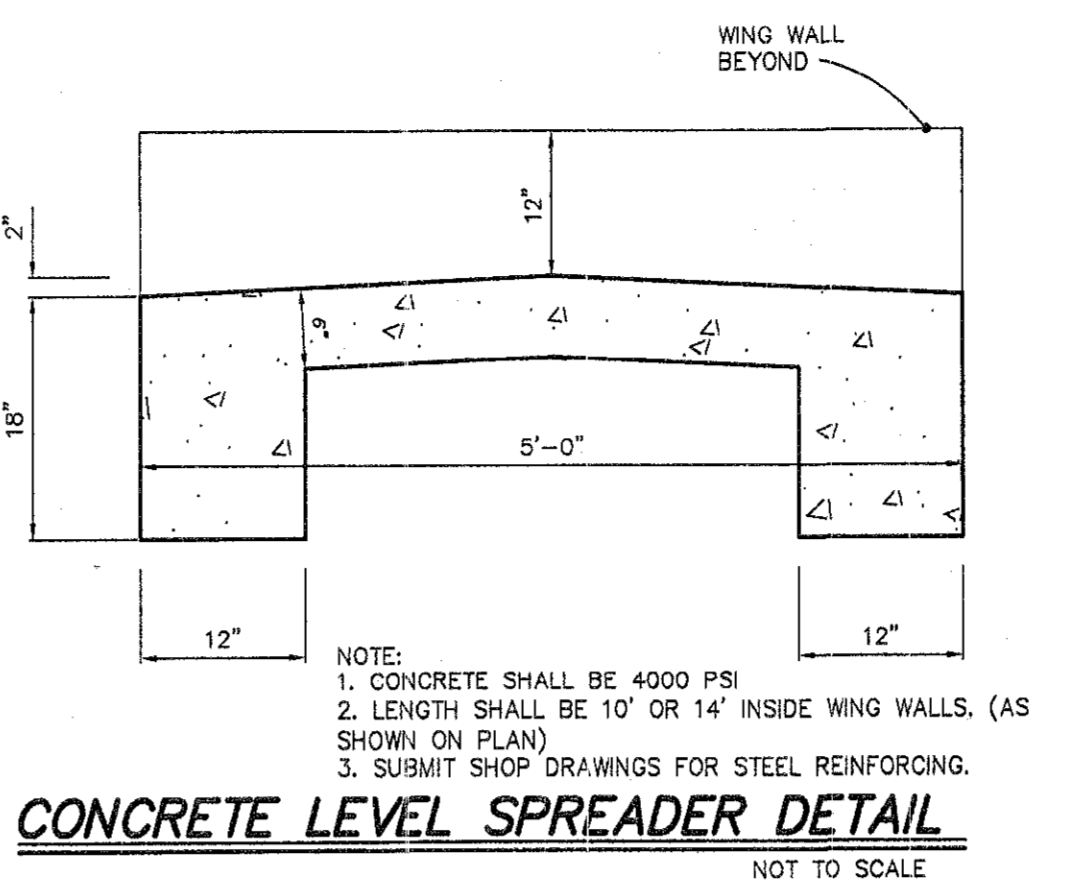 WING WALL
BEYOND
12"
2"
6"
18"
5'-0"
12"
12"
NOTE:
1. CONCRETE SHALL BE 4000 PSI
2. LENGTH SHALL BE 10' OR 14' INSIDE WING WALLS, (AS
SHOWN ON PLAN)
3. SUBMIT SHOP DRAWINGS FOR STEEL REINFORCING.
CONCRETE LEVEL SPREADER DETAIL
NOT TO SCALE